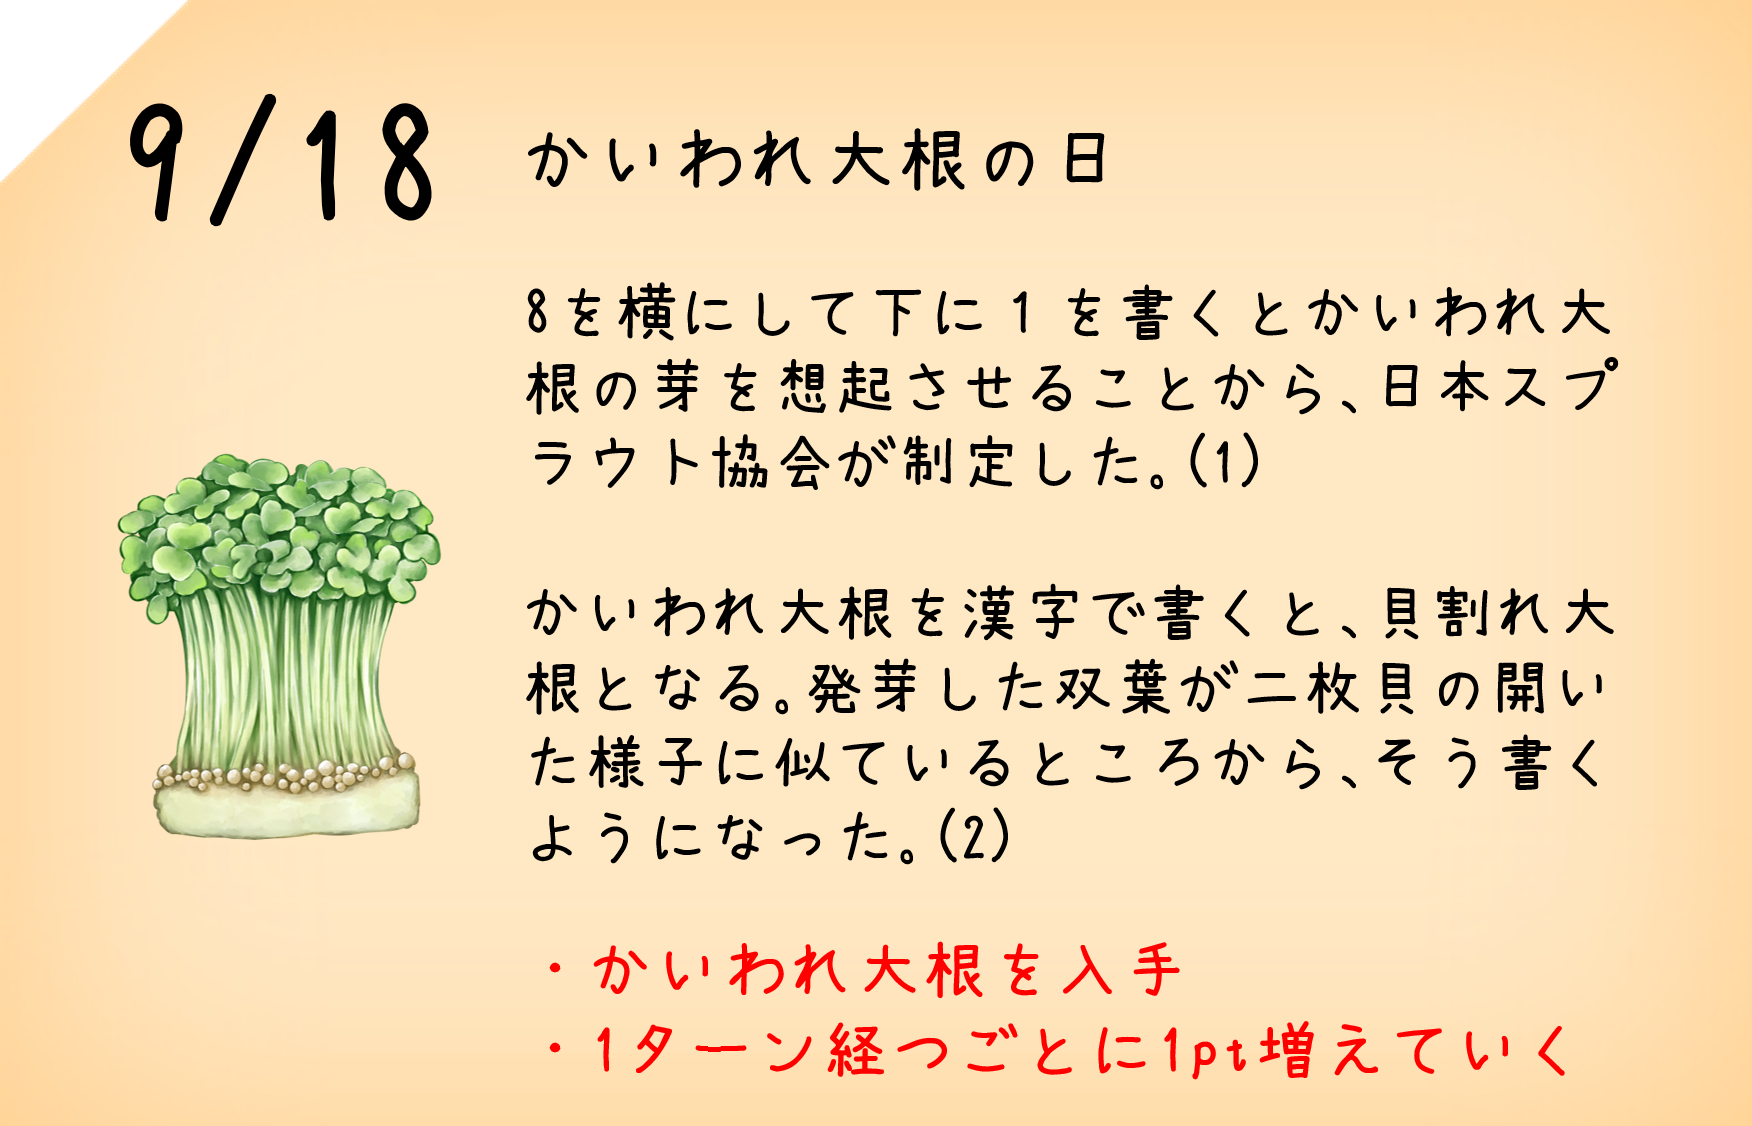 9/18
かいわれ大根の日
8を横にして下に1を書くとかいわれ大
根の芽を想起させることから、日本スプ
ラウト協会が制定した。(1)
かいわれ大根を漢字で書くと、貝割れ大
根となる。発芽した双葉が二枚貝の開い
た様子に似ているところから、そう書く
ようになった。(2)
・かいわれ大根を入手
・1ターン経つごとに1pt増えていく